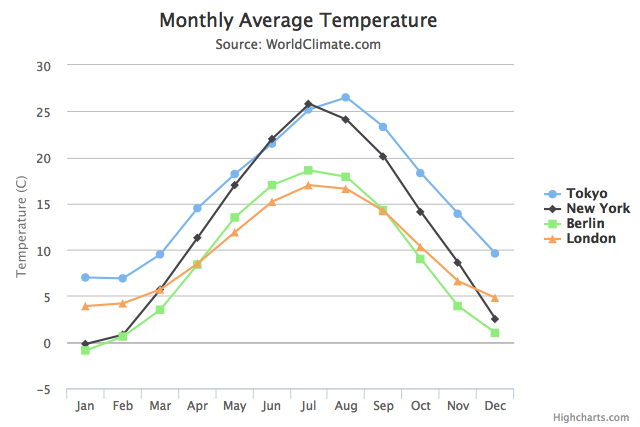 Monthly Average Temperature
Source: WorldClimate.com
Temperature (C)
30
25
20
15
10
5
0
−5
Jan Feb Mar Apr May Jun Jul Aug Sep Oct Nov Dec
Tokyo
New York
Berlin
London
Highcharts.com